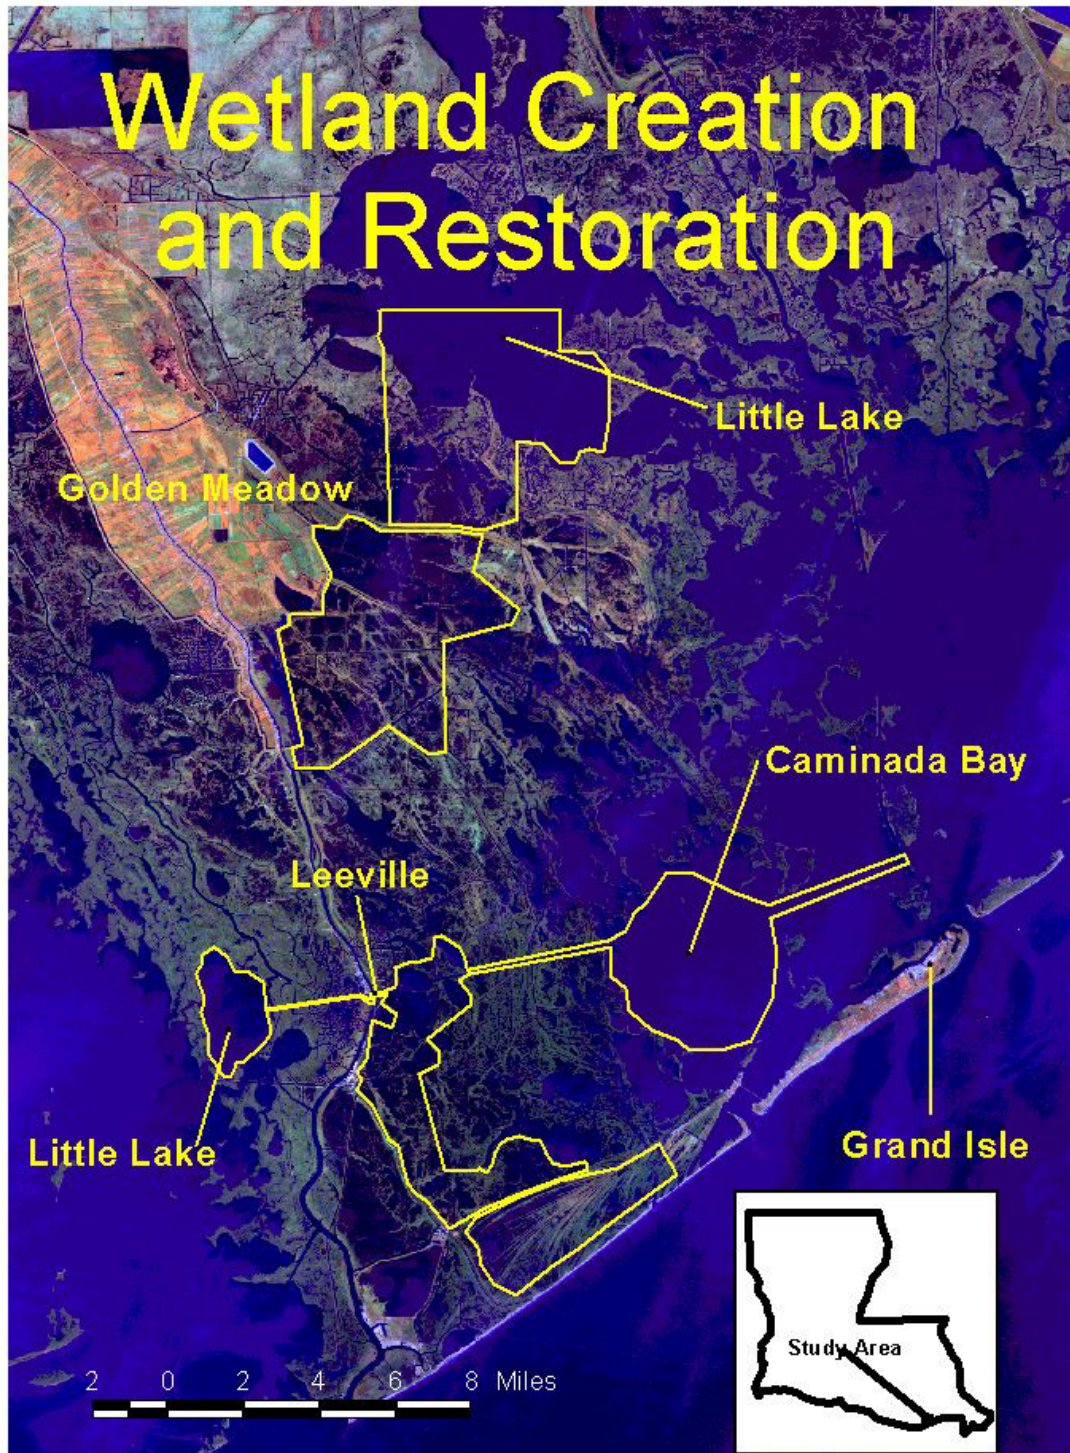 Wetland Creation
and Restoration
Little Lake
Golden Meadow
Caminada Bay
Leeville
Little Lake
Grand Isle
Study Area
2 0 2 4 6 8 Miles